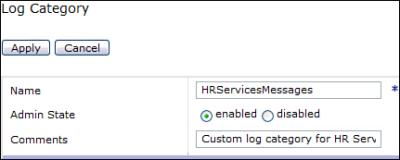 Log Category
Apply Cancel
Name HRServicesMessages *
Admin State enabled disabled
Comments Custom log category for HR Serv